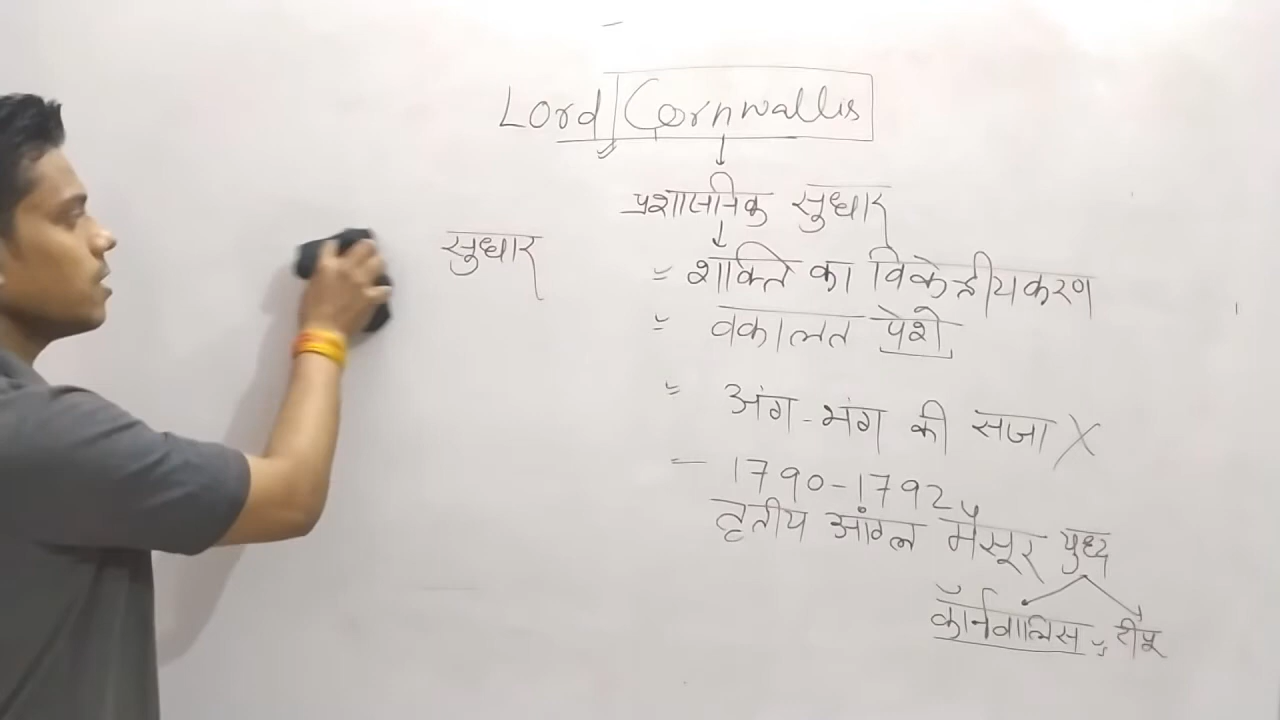 Lord Cornwallis
प्रशासनिक सुधार
सुधार
= शक्ति का विकेन्द्रीयकरण
= वकालत पेशे
= अंग-भंग की सजा X
- 1790-1792
तृतीय आंग्ल मैसूर युध्द
कॉर्नवालिस टीपू